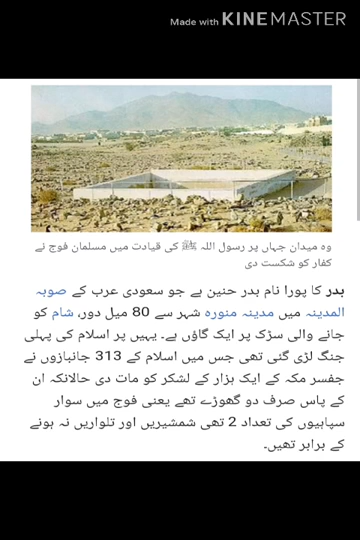 Made with KINEMASTER
وہ میدان جہاں پر رسول اللہ ﷺ کی قیادت میں مسلمان فوج نے
کفار کو شکست دی
بدر کا پورا نام بدر حنین ہے جو سعودی عرب کے صوبہ
المدینہ میں مدینہ منورہ شہر سے 80 میل دور، شام کو
جانے والی سڑک پر ایک گاؤں ہے۔ یہیں پر اسلام کی پہلی
جنگ لڑی گئی تھی جس میں اسلام کے 313 جانبازوں نے
جفسر مکہ کے ایک ہزار کے لشکر کو مات دی حالانکہ ان
کے پاس صرف دو گھوڑے تھے یعنی فوج میں سوار
سپاہیوں کی تعداد 2 تھی شمشیریں اور تلواریں نہ ہونے
کے برابر تھیں۔